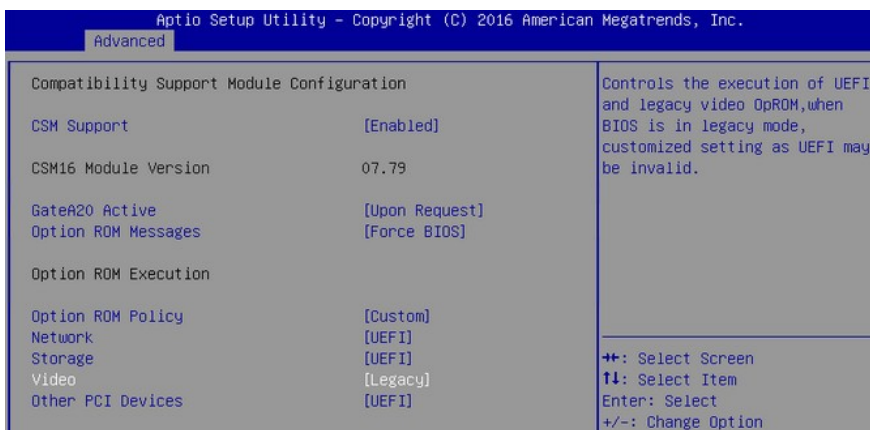 Aptio Setup Utility – Copyright (C) 2016 American Megatrends, Inc.
Advanced
Compatibility Support Module Configuration
CSM Support [Enabled]
CSM16 Module Version 07.79
GateA20 Active [Upon Request]
Option ROM Messages [Force BIOS]
Option ROM Execution
Option ROM Policy [Custom]
Network [UEFI]
Storage [UEFI]
Video [Legacy]
Other PCI Devices [UEFI]
Controls the execution of UEFI
and legacy video OpROM,when
BIOS is in legacy mode,
customized setting as UEFI may
be invalid.
→←: Select Screen
↑↓: Select Item
Enter: Select
+/-: Change Option